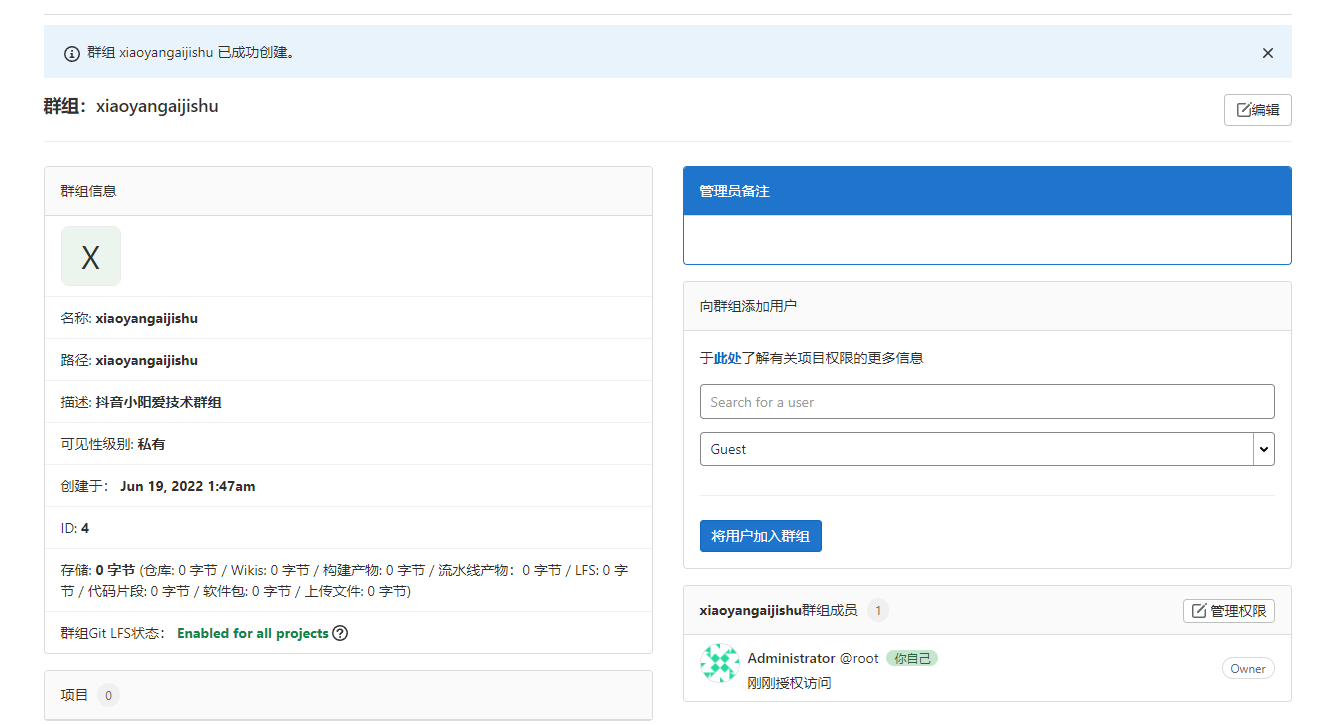 群组 xiaoyangaijishu 已成功创建。
群组： xiaoyangaijishu
编辑
群组信息
X
名称: xiaoyangaijishu
路径: xiaoyangaijishu
描述: 抖音小阳爱技术群组
可见性级别: 私有
创建于： Jun 19, 2022 1:47am
ID: 4
存储: 0 字节 (仓库: 0 字节 / Wikis: 0 字节 / 构建产物: 0 字节 / 流水线产物：0 字节 / LFS: 0 字
节 / 代码片段: 0 字节 / 软件包: 0 字节 / 上传文件: 0 字节)
群组Git LFS状态： Enabled for all projects
项目 0
管理员备注
向群组添加用户
于此处了解有关项目权限的更多信息
Search for a user
Guest
将用户加入群组
xiaoyangaijishu群组成员 1
管理权限
Administrator @root 你自己
刚刚授权访问
Owner